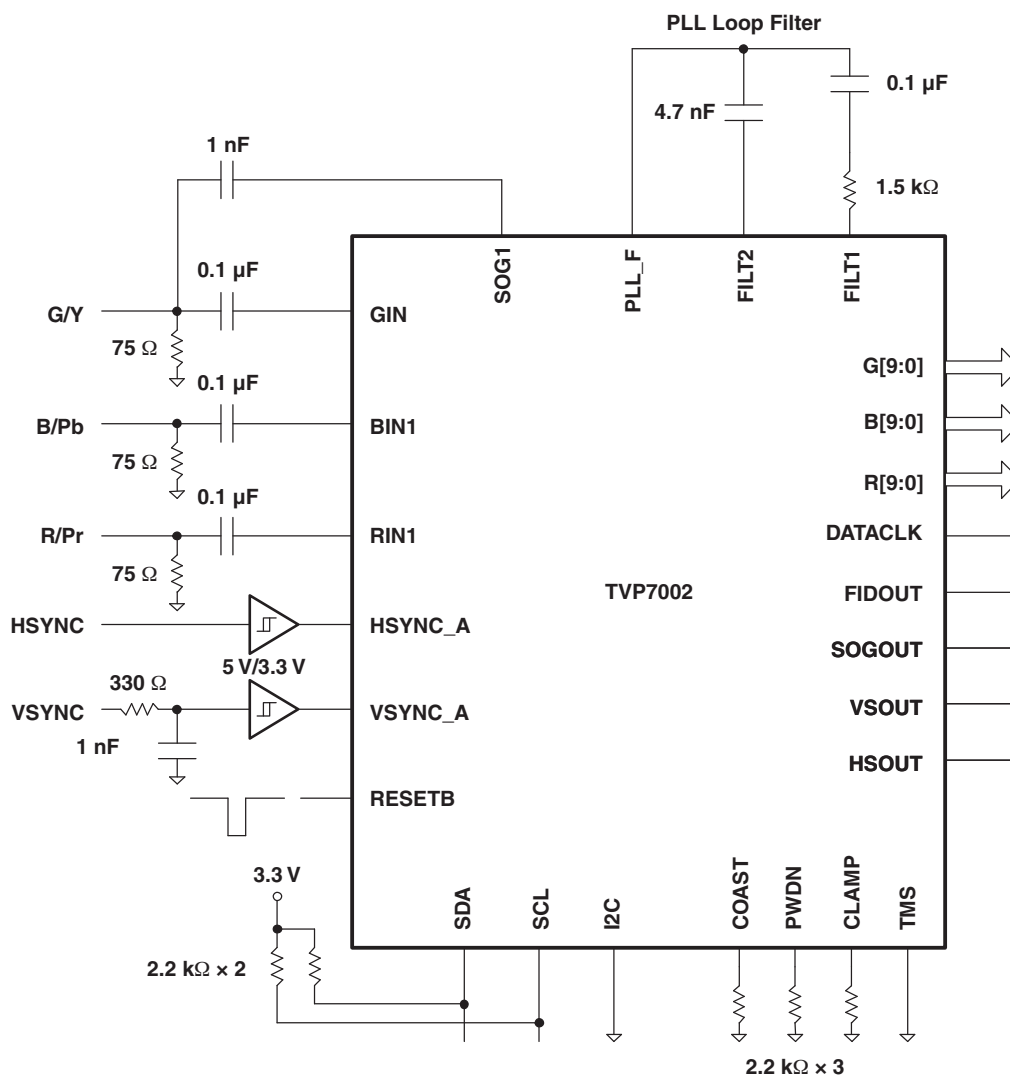 PLL Loop Filter
0.1 µF
4.7 nF
1 nF
1.5 kΩ
SOG1
PLL_F
FILT2
FILT1
0.1 µF
G/Y
GIN
75 Ω
G[9:0]
0.1 µF
B/Pb
BIN1
B[9:0]
75 Ω
R[9:0]
0.1 µF
R/Pr
RIN1
DATACLK
75 Ω
TVP7002
FIDOUT
HSYNC
HSYNC_A
SOGOUT
5 V/3.3 V
330 Ω
VSYNC
VSYNC_A
VSOUT
1 nF
HSOUT
RESETB
3.3 V
SDA
SCL
I2C
COAST
PWDN
CLAMP
TMS
2.2 kΩ × 2
2.2 kΩ × 3